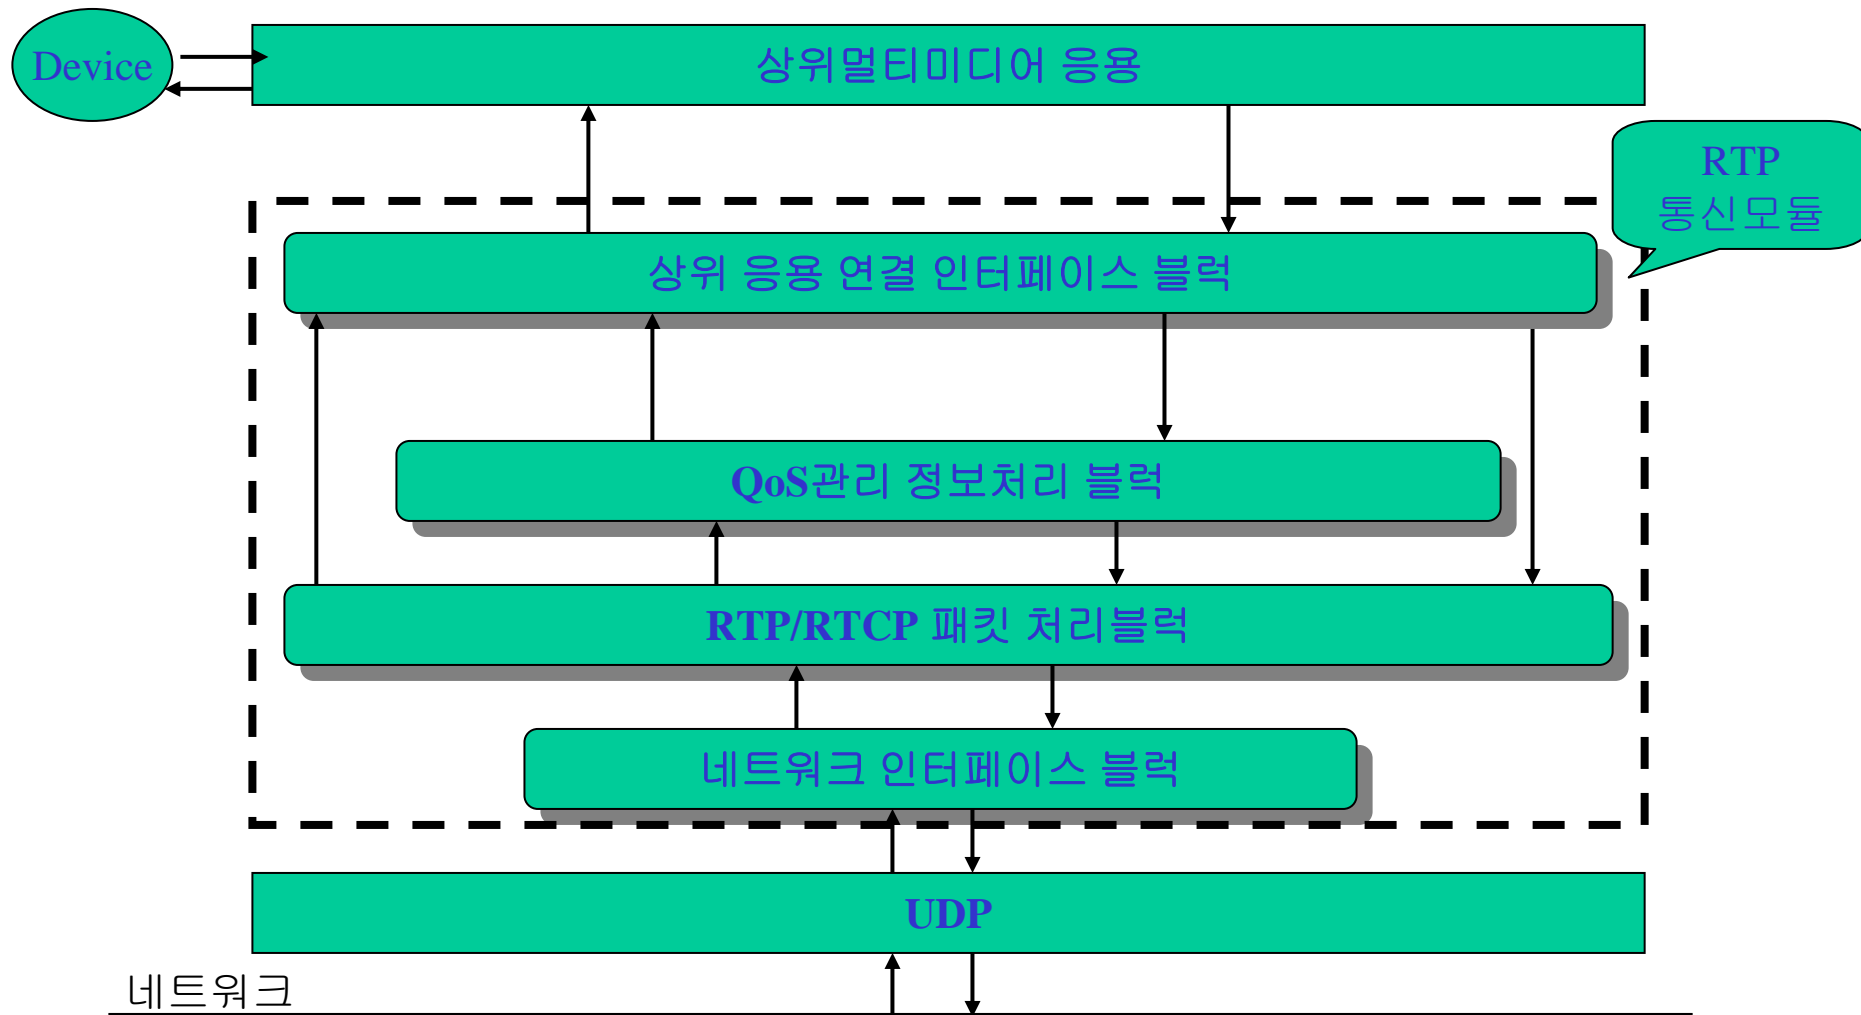 Device
상위멀티미디어 응용
RTP
통신모듈
상위 응용 연결 인터페이스 블럭
QoS관리 정보처리 블럭
RTP/RTCP 패킷 처리블럭
네트워크 인터페이스 블럭
UDP
네트워크